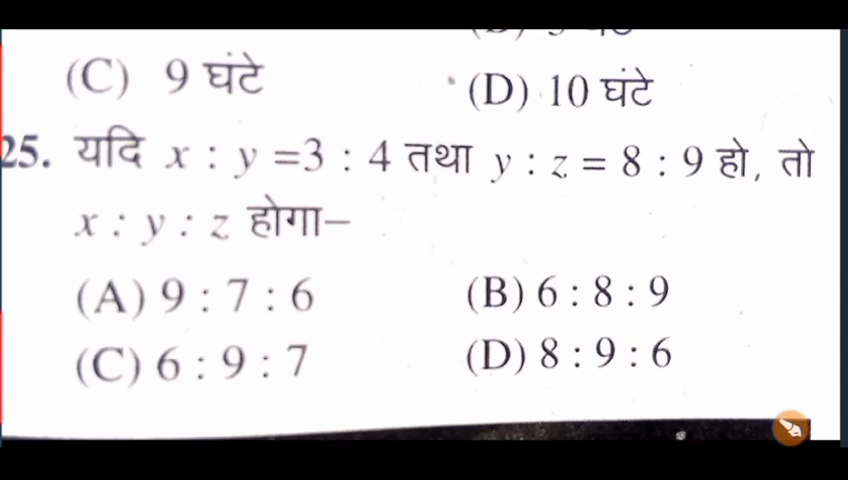 (C) 9 घंटे
(D) 10 घंटे
25. यदि x : y =3 : 4 तथा y : z = 8 : 9 हो, तो
x : y : z होगा–
(A) 9 : 7 : 6
(B) 6 : 8 : 9
(C) 6 : 9 : 7
(D) 8 : 9 : 6